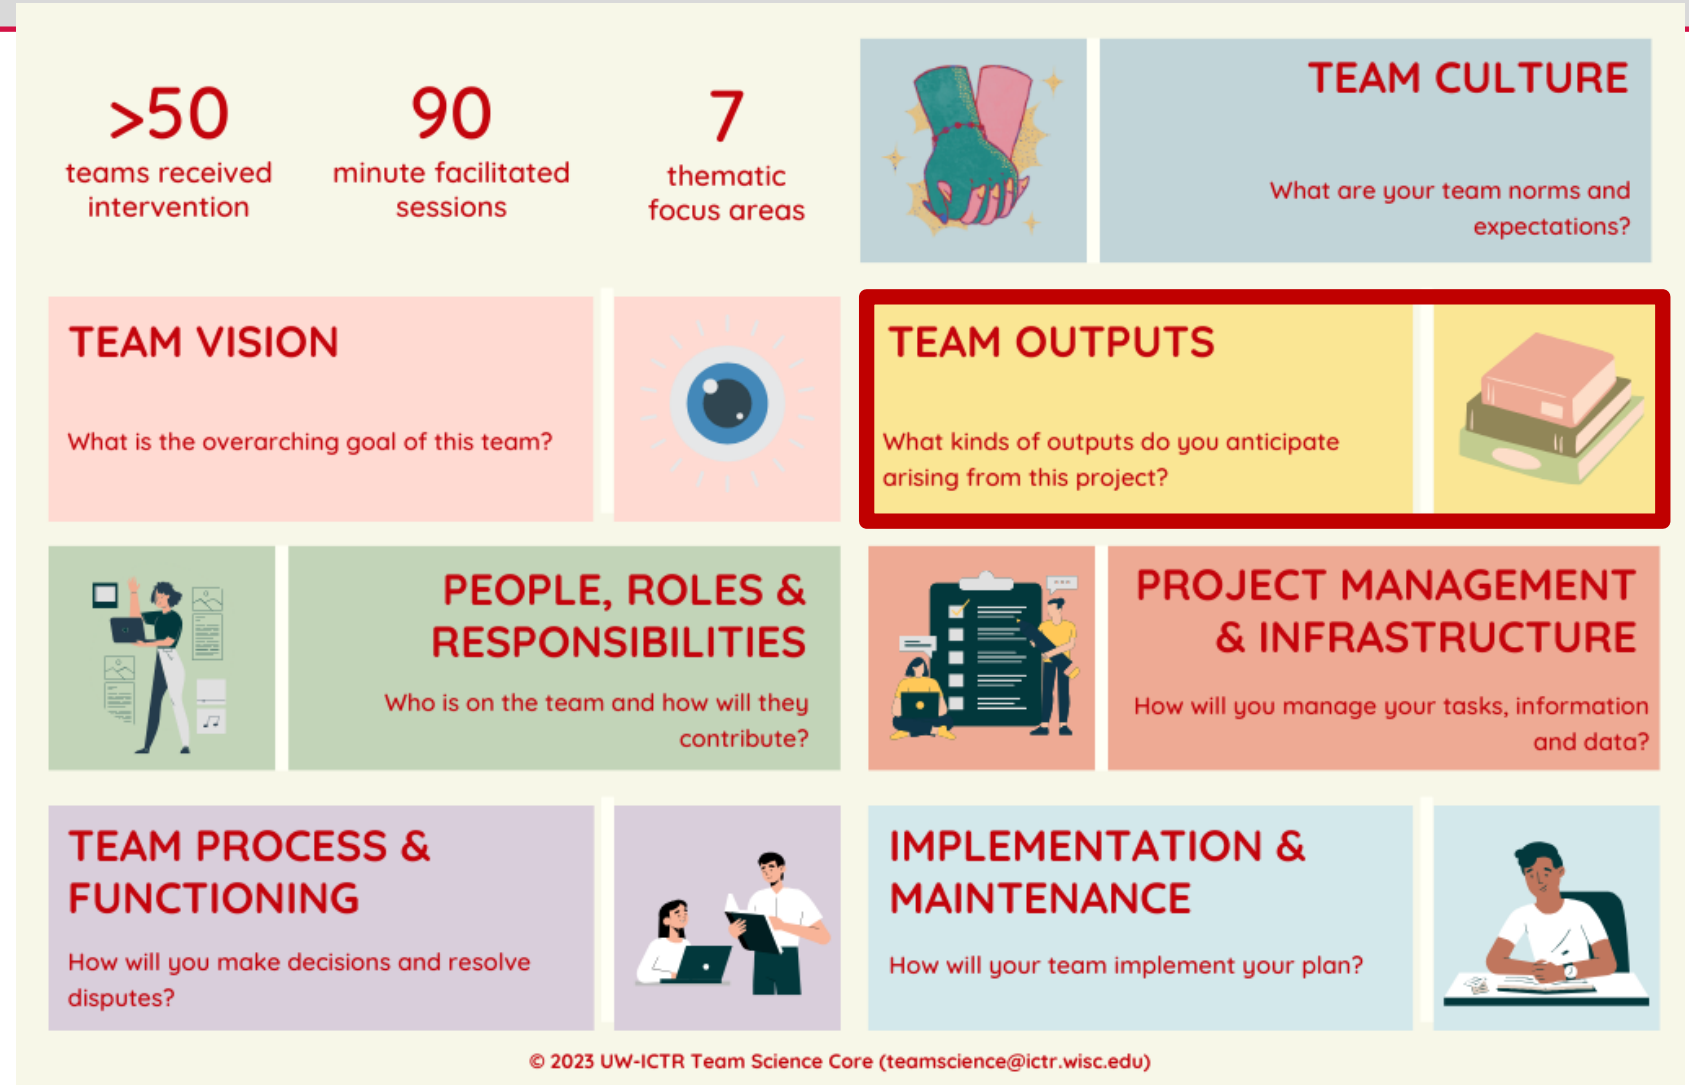 >50
teams received
intervention
90
minute facilitated
sessions
7
thematic
focus areas
TEAM CULTURE
What are your team norms and
expectations?
TEAM VISION
What is the overarching goal of this team?
TEAM OUTPUTS
What kinds of outputs do you anticipate
arising from this project?
PEOPLE, ROLES &
RESPONSIBILITIES
Who is on the team and how will they
contribute?
PROJECT MANAGEMENT
& INFRASTRUCTURE
How will you manage your tasks, information
and data?
TEAM PROCESS &
FUNCTIONING
How will you make decisions and resolve
disputes?
IMPLEMENTATION &
MAINTENANCE
How will your team implement your plan?
© 2023 UW-ICTR Team Science Core (teamscience@ictr.wisc.edu)